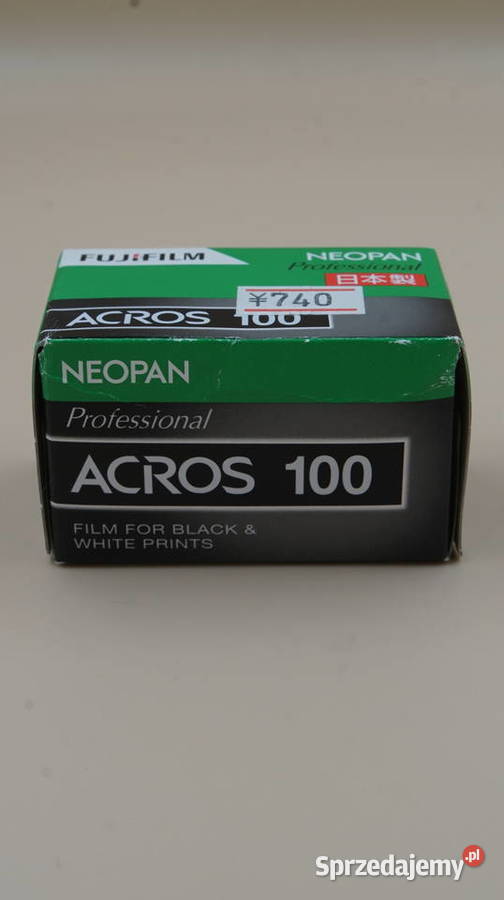 FUJIFILM
NEOPAN
Professional
日本製
¥740
ACROS 100
NEOPAN
Professional
ACROS 100
FILM FOR BLACK &
WHITE PRINTS
Sprzedajemy.pl